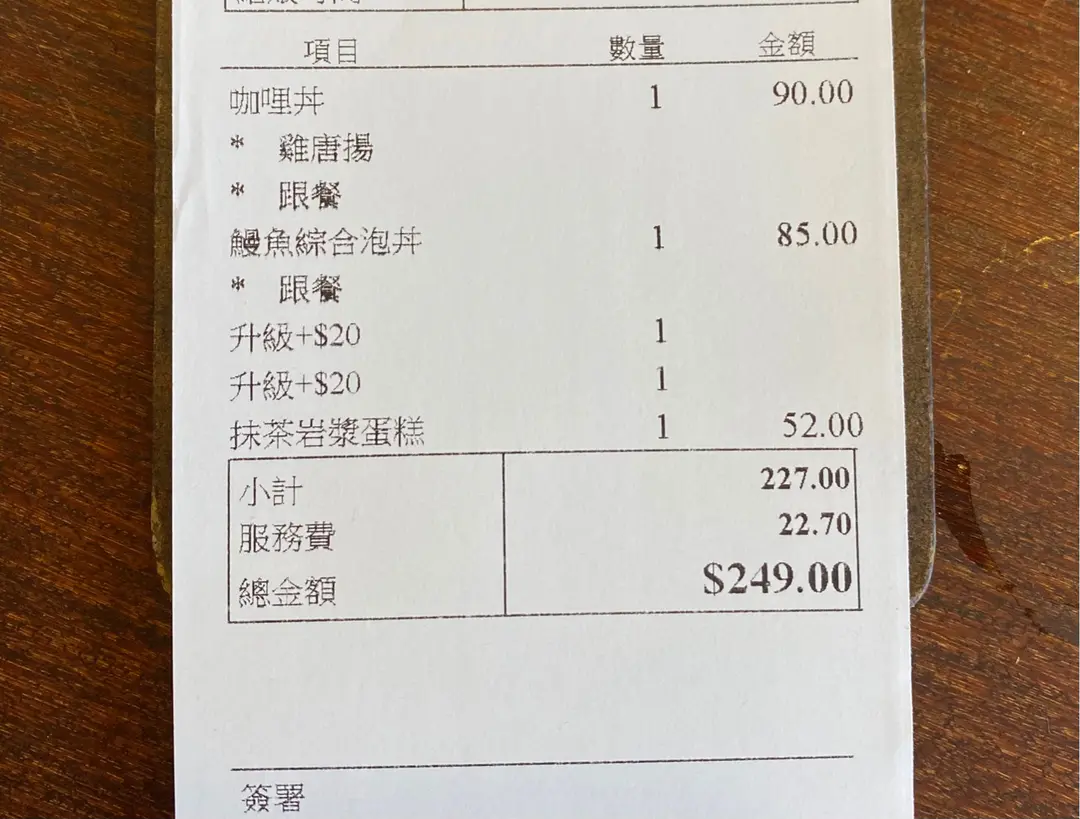 項目 數量 金額
咖哩丼 1 90.00
* 雞唐揚
* 跟餐
鰻魚綜合泡丼 1 85.00
* 跟餐
升級+$20 1
升級+$20 1
抹茶岩漿蛋糕 1 52.00
小計 227.00
服務費 22.70
總金額 $249.00
簽署